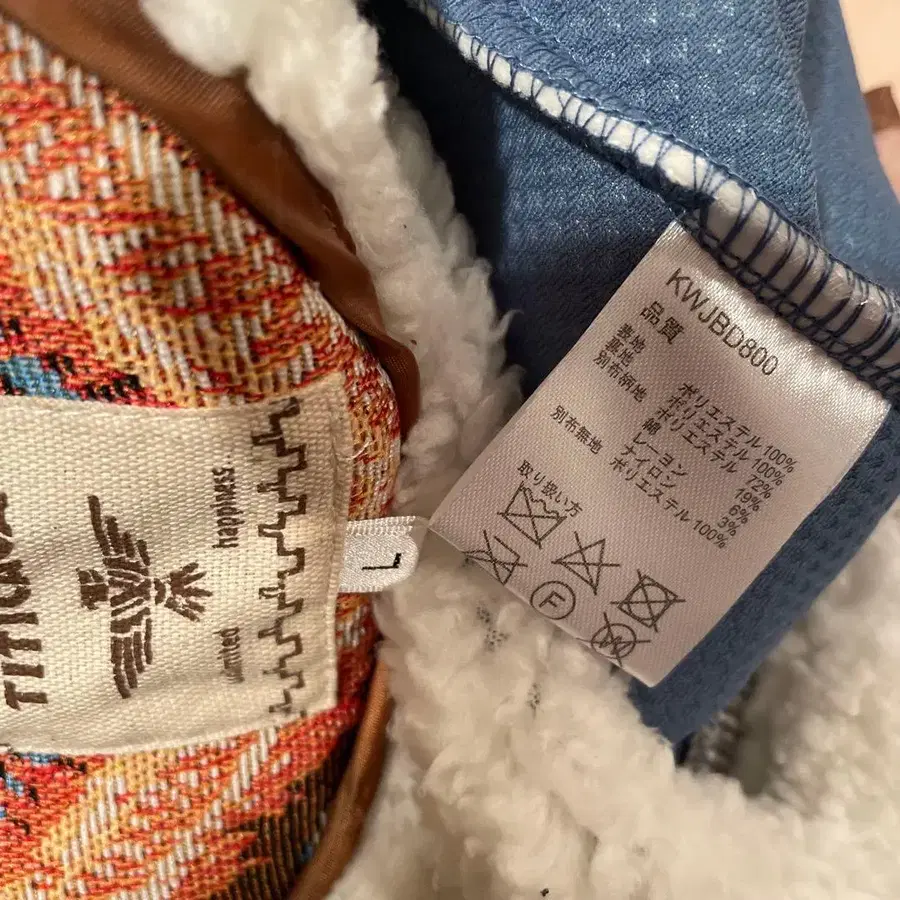 TITICACA
happiness
L
KWJBD800
品質
表地 ポリエステル 100%
裏地 ポリエステル 100%
別布柄地 ポリエステル 72%
綿 19%
レーヨン 6%
ナイロン 3%
別布無地 ポリエステル 100%
取り扱い方
F
W